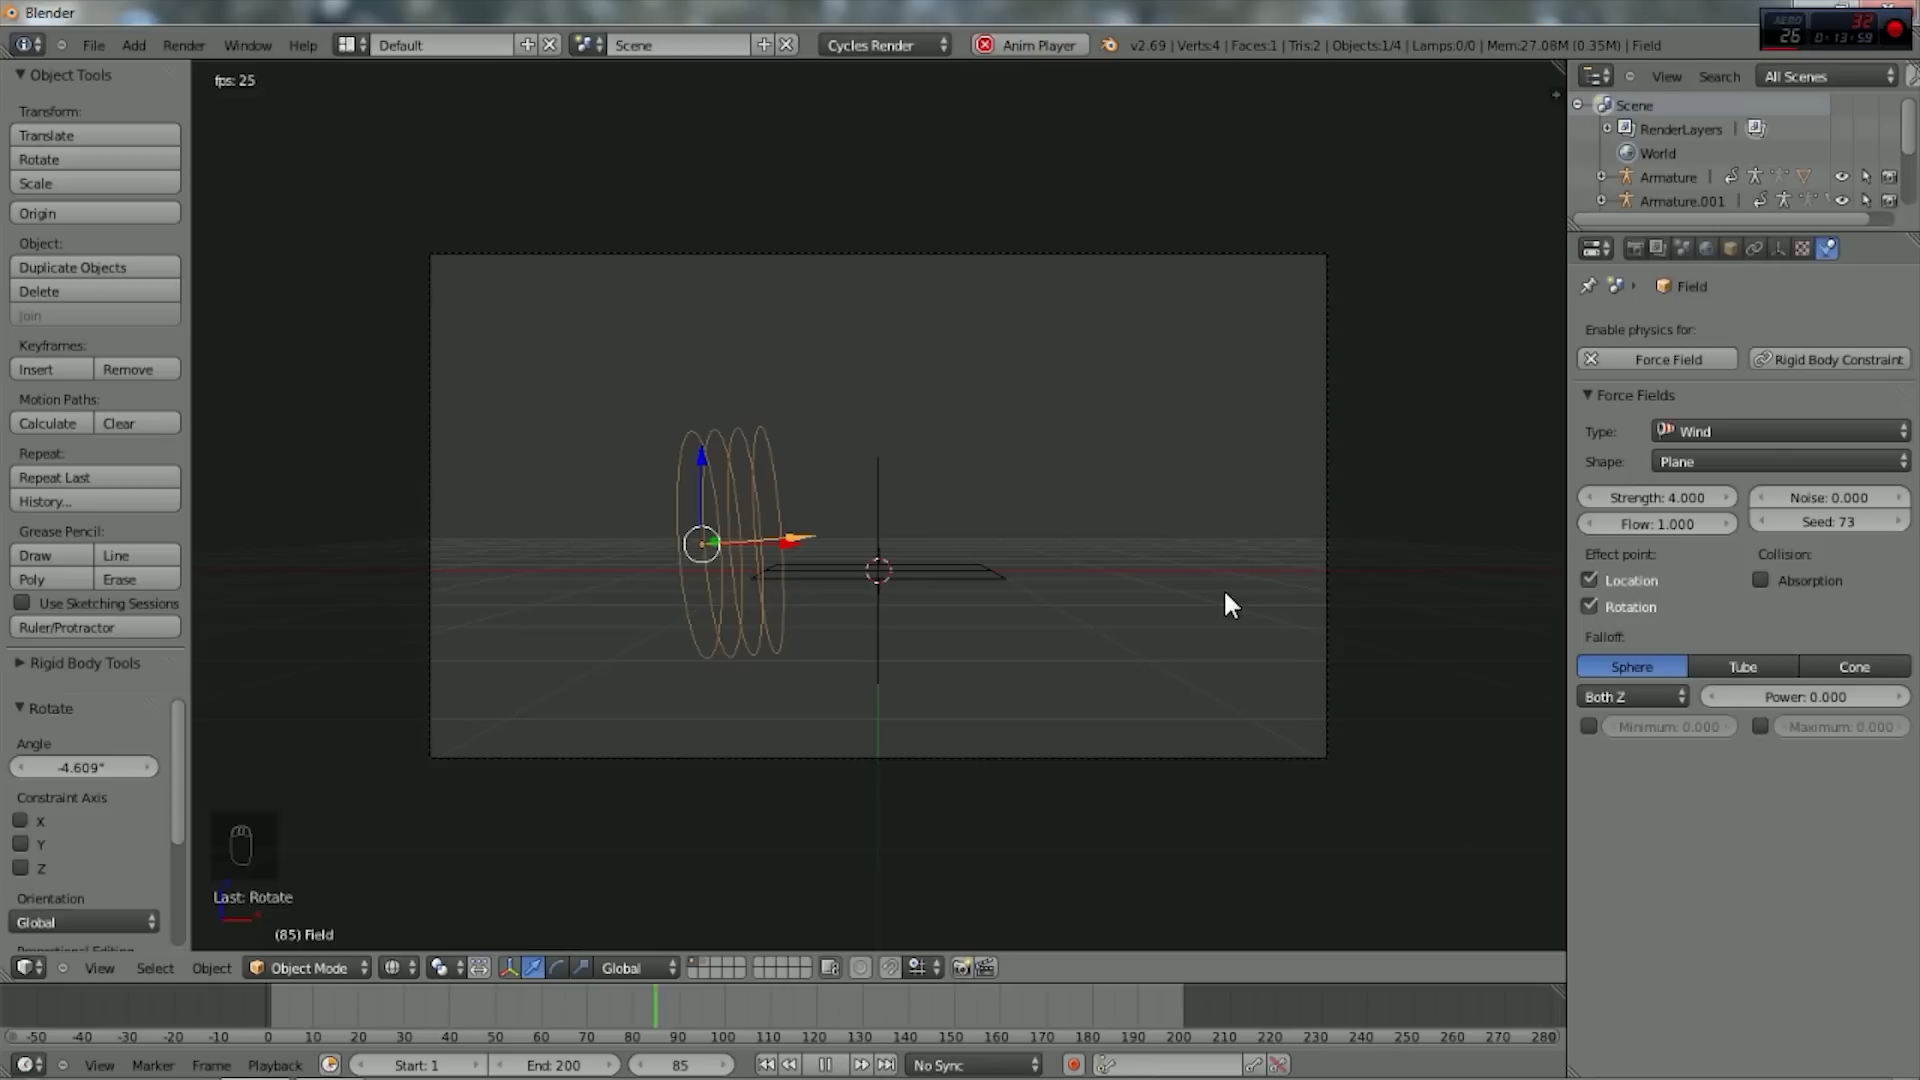 Blender
File Add Render Window Help Default Scene Cycles Render Anim Player v2.69 | Verts:4 | Faces:1 | Tris:2 | Objects:1/4 | Lamps:0/0 | Mem:27.08M (0.35M) | Field
AERO 26 32 0:13:59
Object Tools
Transform:
Translate
Rotate
Scale
Origin
Object:
Duplicate Objects
Delete
Join
Keyframes:
Insert Remove
Motion Paths:
Calculate Clear
Repeat:
Repeat Last
History...
Grease Pencil:
Draw Line
Poly Erase
Use Sketching Sessions
Ruler/Protractor
Rigid Body Tools
Rotate
Angle
-4.609°
Constraint Axis
X
Y
Z
Orientation
Global
fps: 25
Last: Rotate
(85) Field
View Search All Scenes
Scene
RenderLayers |
World
Armature |
Armature.001 |
Field
Enable physics for:
Force Field Rigid Body Constraint
Force Fields
Type: Wind
Shape: Plane
Strength: 4.000 Noise: 0.000
Flow: 1.000 Seed: 73
Effect point: Collision:
Location Absorption
Rotation
Falloff:
Sphere Tube Cone
Both Z Power: 0.000
Minimum: 0.000 Maximum: 0.000
View Select Object Object Mode Global
-50 -40 -30 -20 -10 0 10 20 30 40 50 60 70 80 90 100 110 120 130 140 150 160 170 180 190 200 210 220 230 240 250 260 270 280
View Marker Frame Playback Start: 1 End: 200 85 No Sync